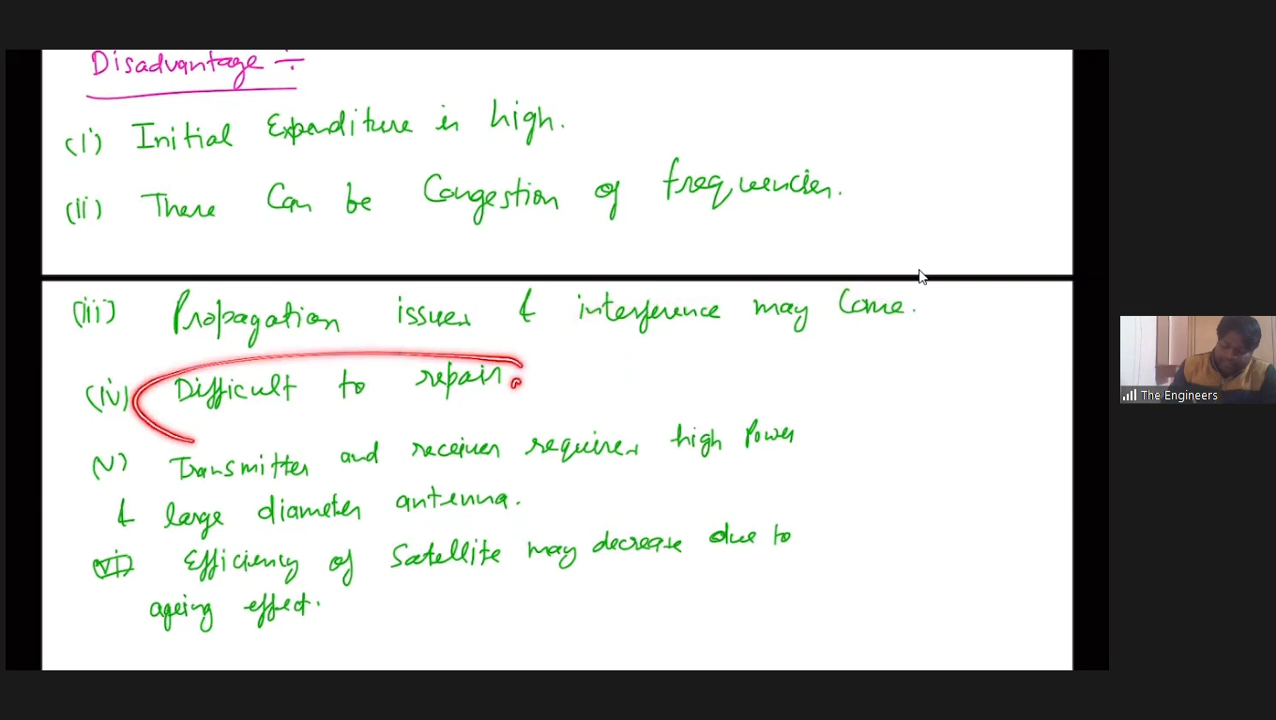 Disadvantage ÷
(i) Initial Expenditure is high.
(ii) There Can be Congestion of frequencies.
(iii) Propagation issues & interference may Come.
(iv) Difficult to repair.
(v) Transmitter and receiver requires high Power
& large diameter antenna.
(vi) Efficiency of Satellite may decrease due to
ageing effect.
The Engineers